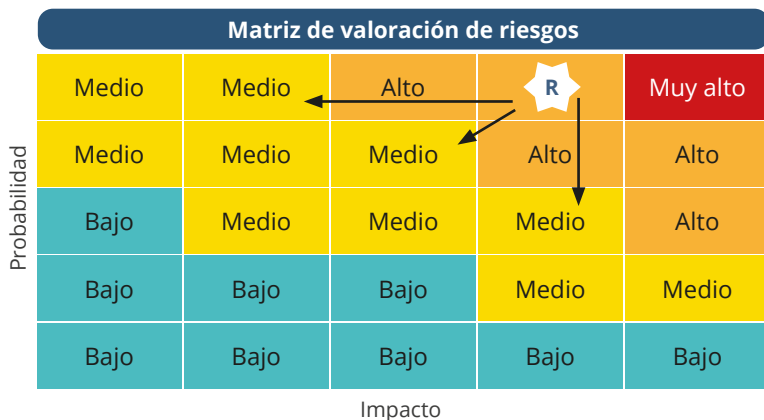 Matriz de valoración de riesgos
Probabilidad
Medio Medio Alto R Muy alto
Medio Medio Medio Alto Alto
Bajo Medio Medio Medio Alto
Bajo Bajo Bajo Medio Medio
Bajo Bajo Bajo Bajo Bajo
Impacto